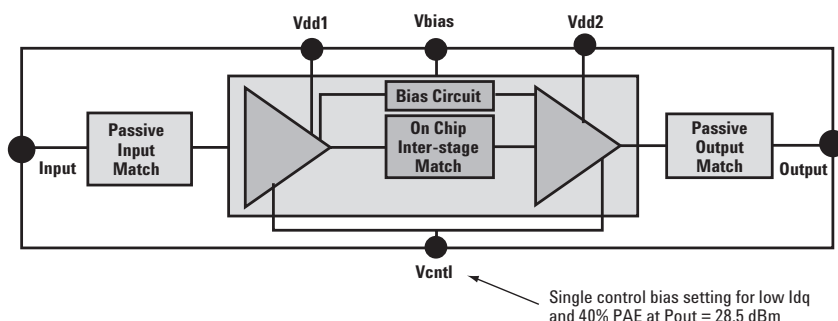 Vdd1
Vbias
Vdd2
Bias Circuit
Passive
Input
Match
On Chip
Inter-stage
Match
Passive
Output
Match
Input
Output
Vcntl
Single control bias setting for low Idq
and 40% PAE at Pout = 28.5 dBm